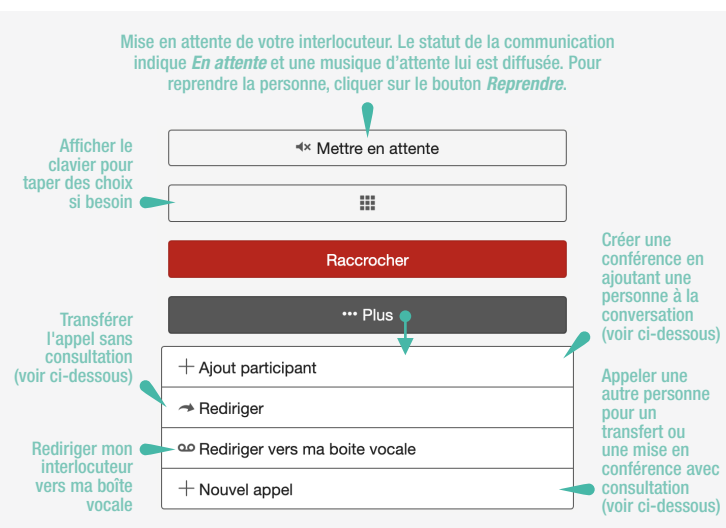 Mise en attente de votre interlocuteur. Le statut de la communication
indique En attente et une musique d’attente lui est diffusée. Pour
reprendre la personne, cliquer sur le bouton Reprendre.
Mettre en attente
Afficher le
clavier pour
taper des choix
si besoin
Raccrocher
Créer une
conférence en
ajoutant une
personne à la
conversation
(voir ci-dessous)
••• Plus
Transférer
l'appel sans
consultation
(voir ci-dessous)
Ajout participant
Rediriger
Rediriger vers ma boite vocale
Nouvel appel
Rediriger mon
interlocuteur
vers ma boîte
vocale
Appeler une
autre personne
pour un
transfert ou
une mise en
conférence avec
consultation
(voir ci-dessous)